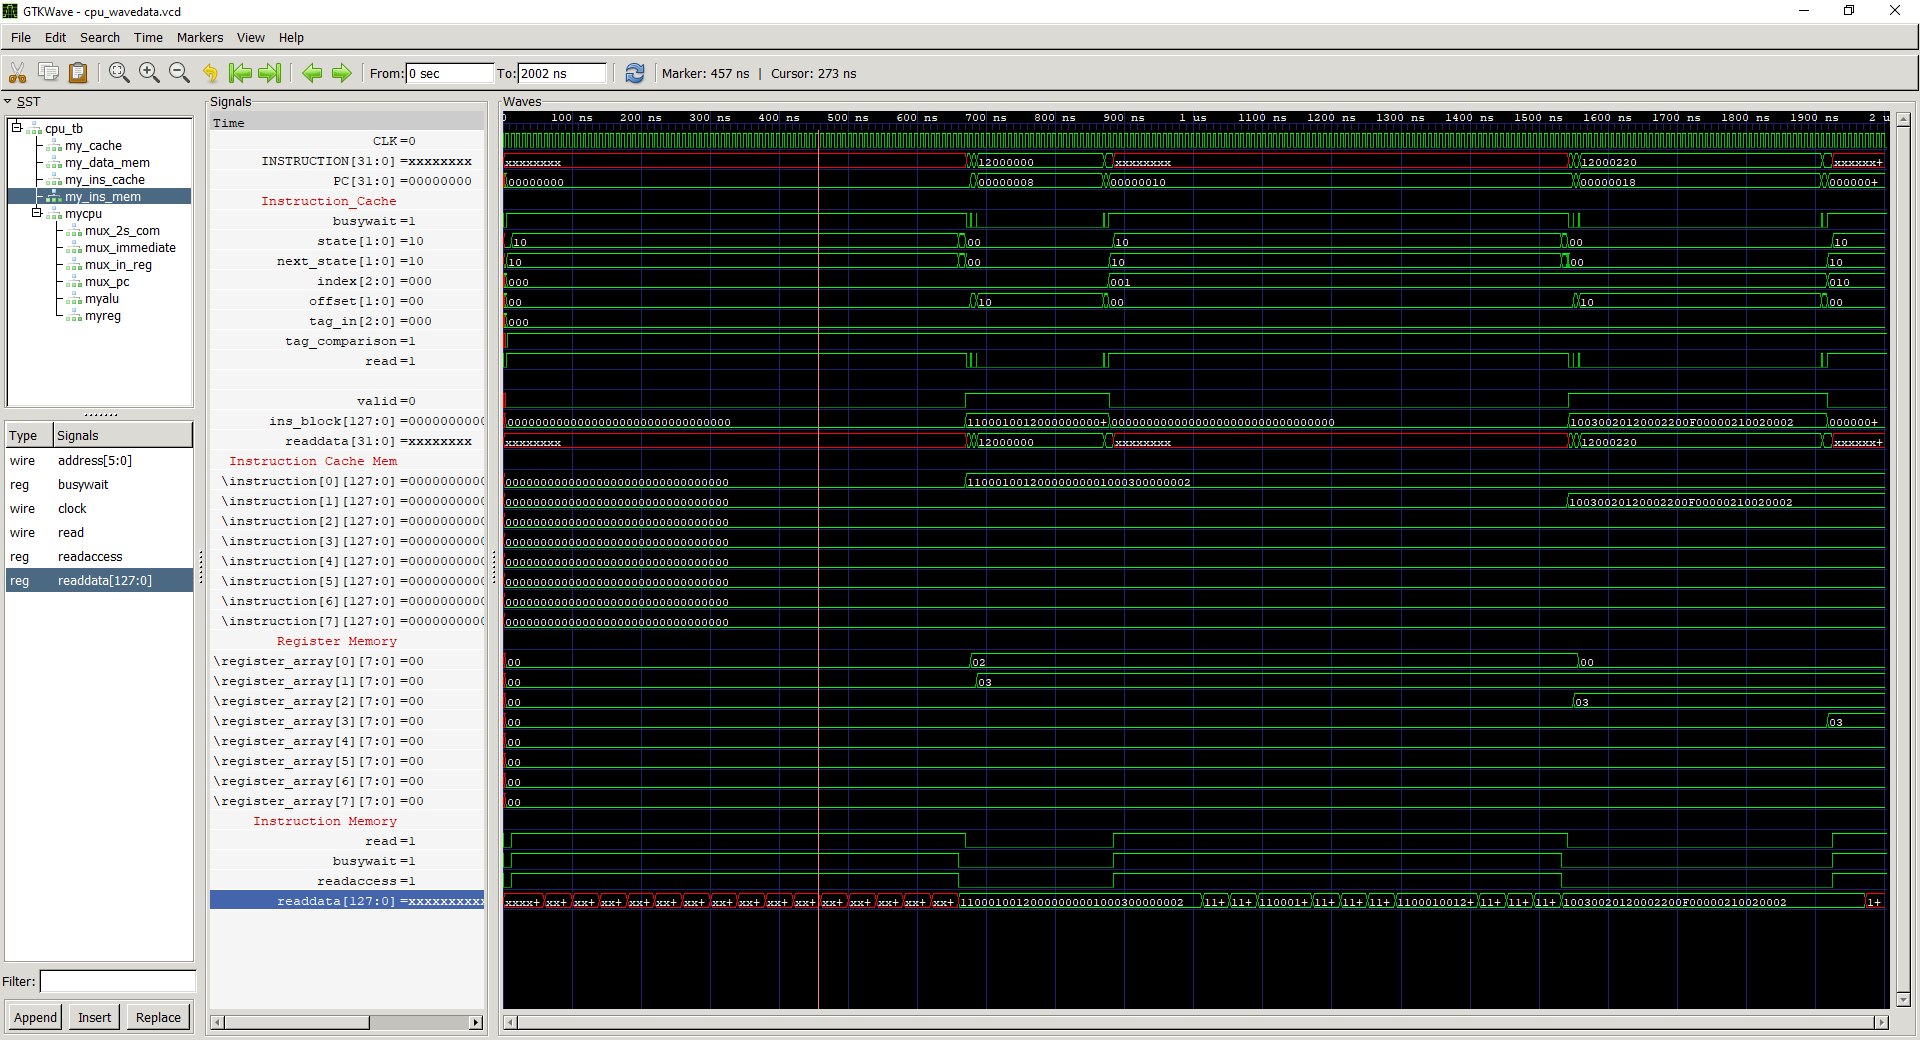 GTKWave - cpu_wavedata.vcd
File Edit Search Time Markers View Help
From: 0 sec To: 2002 ns Marker: 457 ns | Cursor: 273 ns
SST
cpu_tb
my_cache
my_data_mem
my_ins_cache
my_ins_mem
mycpu
mux_2s_com
mux_immediate
mux_in_reg
mux_pc
myalu
myreg
Type Signals
wire address[5:0]
reg busywait
wire clock
wire read
reg readaccess
reg readdata[127:0]
Filter:
Append Insert Replace
Signals
Time
CLK=0
INSTRUCTION[31:0]=xxxxxxxx
PC[31:0]=00000000
Instruction_Cache
busywait=1
state[1:0]=10
next_state[1:0]=10
index[2:0]=000
offset[1:0]=00
tag_in[2:0]=000
tag_comparison=1
read=1
valid=0
ins_block[127:0]=00000000000
readdata[31:0]=xxxxxxxx
Instruction Cache Mem
\instruction[0][127:0]=00000000000
\instruction[1][127:0]=00000000000
\instruction[2][127:0]=00000000000
\instruction[3][127:0]=00000000000
\instruction[4][127:0]=00000000000
\instruction[5][127:0]=00000000000
\instruction[6][127:0]=00000000000
\instruction[7][127:0]=00000000000
Register Memory
\register_array[0][7:0]=00
\register_array[1][7:0]=00
\register_array[2][7:0]=00
\register_array[3][7:0]=00
\register_array[4][7:0]=00
\register_array[5][7:0]=00
\register_array[6][7:0]=00
\register_array[7][7:0]=00
Instruction Memory
read=1
busywait=1
readaccess=1
readdata[127:0]=xxxxxxxxxx
Waves
0 100 ns 200 ns 300 ns 400 ns 500 ns 600 ns 700 ns 800 ns 900 ns 1 us 1100 ns 1200 ns 1300 ns 1400 ns 1500 ns 1600 ns 1700 ns 1800 ns 1900 ns 2 u
xxxxxxxx 12000000 xxxxxxxx 12000220 xxxxxx+
00000000 00000008 00000010 00000018 000000+
10 00 10 00 10
10 00 10 00 10
000 001 010
00 10 00 10 00
000
00000000000000000000000000000000 11000100120000000000+ 00000000000000000000000000000000 10030020120002200F00000210020002 000000+
xxxxxxxx 12000000 xxxxxxxx 12000220 xxxxxx+
00000000000000000000000000000000 11000100120000000001000300000002
00000000000000000000000000000000 10030020120002200F00000210020002
00000000000000000000000000000000
00000000000000000000000000000000
00000000000000000000000000000000
00000000000000000000000000000000
00000000000000000000000000000000
00000000000000000000000000000000
00 02 00
00 03
00 03
00 03
00
00
00
00
xxxx+ xx+ xx+ xx+ xx+ xx+ xx+ xx+ xx+ xx+ xx+ xx+ xx+ xx+ xx+ 11000100120000000001000300000002 11+ 11+ 110001+ 11+ 11+ 11+ 1100010012+ 11+ 11+ 11+ 10030020120002200F00000210020002 1+